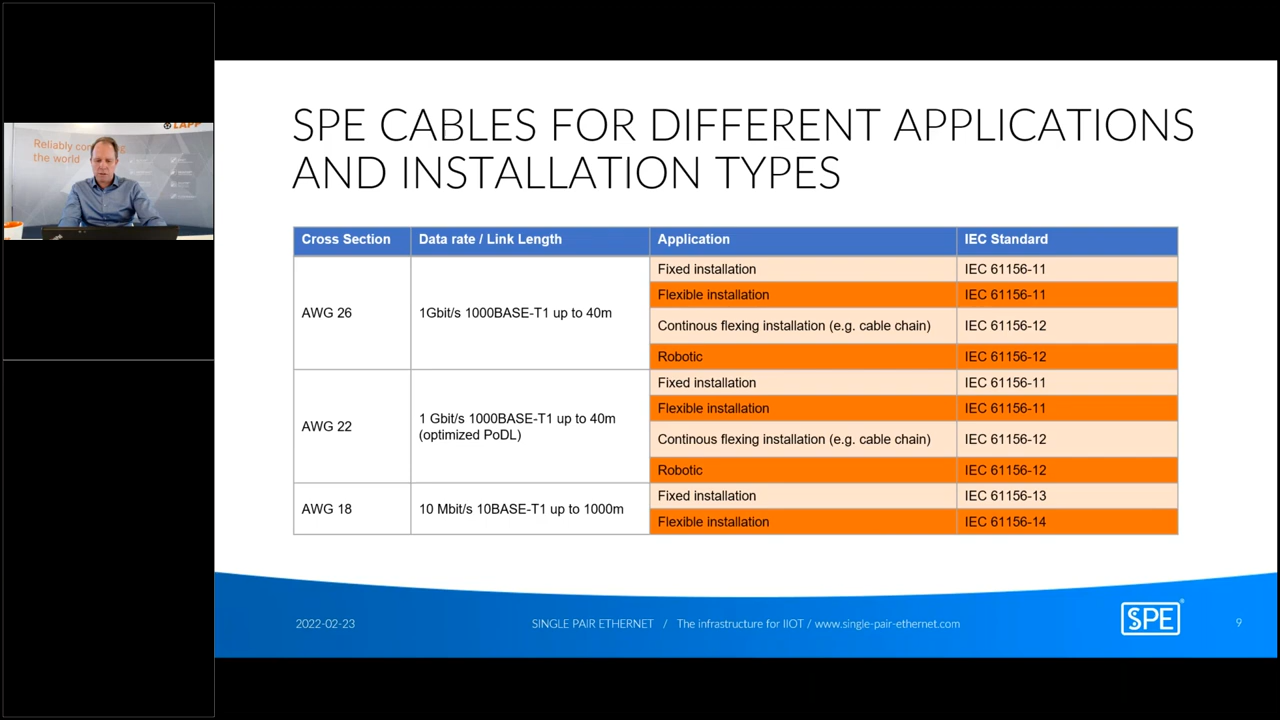 LAPP
Reliably
the world
SPE CABLES FOR DIFFERENT APPLICATIONS
AND INSTALLATION TYPES
Cross Section Data rate / Link Length Application IEC Standard
AWG 26 1Gbit/s 1000BASE-T1 up to 40m
Fixed installation IEC 61156-11
Flexible installation IEC 61156-11
Continous flexing installation (e.g. cable chain) IEC 61156-12
Robotic IEC 61156-12
AWG 22 1 Gbit/s 1000BASE-T1 up to 40m
(optimized PoDL)
Fixed installation IEC 61156-11
Flexible installation IEC 61156-11
Continous flexing installation (e.g. cable chain) IEC 61156-12
Robotic IEC 61156-12
AWG 18 10 Mbit/s 10BASE-T1 up to 1000m
Fixed installation IEC 61156-13
Flexible installation IEC 61156-14
2022-02-23 SINGLE PAIR ETHERNET / The infrastructure for IIOT / www.single-pair-ethernet.com SPE® 9